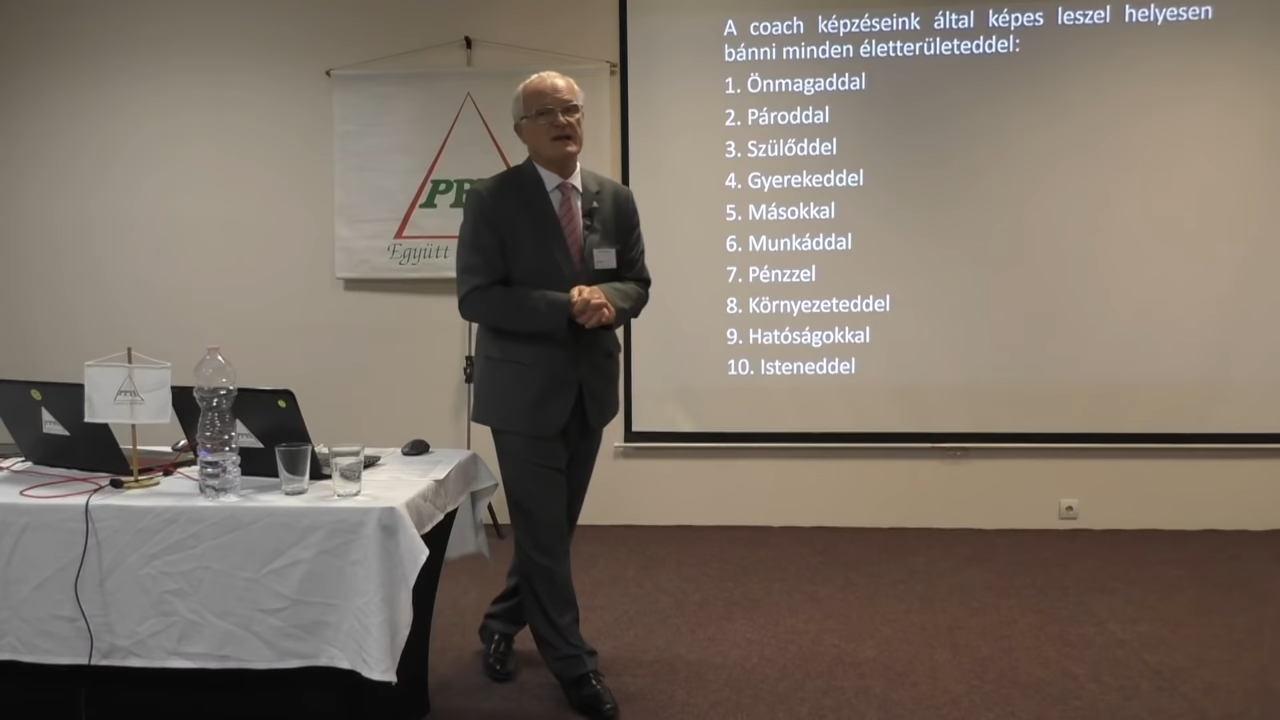 A coach képzéseink által képes leszel helyesen
bánni minden életterületeddel:
1. Önmagaddal
2. Pároddal
3. Szülőddel
4. Gyerekeddel
5. Másokkal
6. Munkáddal
7. Pénzzel
8. Környezeteddel
9. Hatóságokkal
10. Isteneddel
Együtt